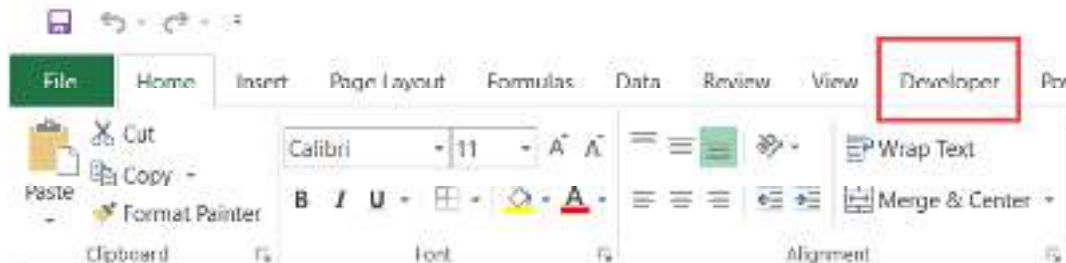 File Home Insert Page Layout Formulas Data Review View Developer
Cut
Calibri 11 A A Wrap Text
Copy
Paste
B I U A Merge & Center
Format Painter
Clipboard Font Alignment